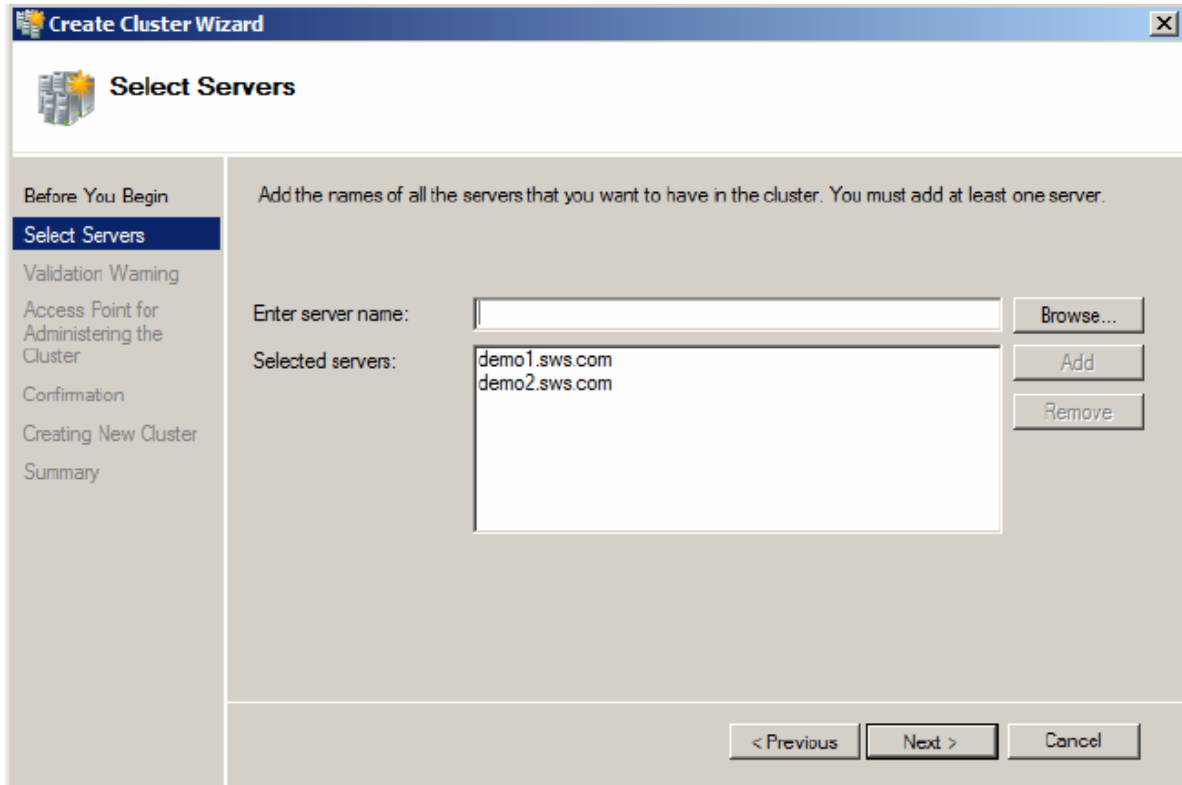 Create Cluster Wizard
Select Servers
Before You Begin
Select Servers
Validation Warning
Access Point for
Administering the
Cluster
Confirmation
Creating New Cluster
Summary
Add the names of all the servers that you want to have in the cluster. You must add at least one server.
Enter server name:
Browse...
Selected servers:
demo1.sws.com
demo2.sws.com
Add
Remove
< Previous
Next >
Cancel